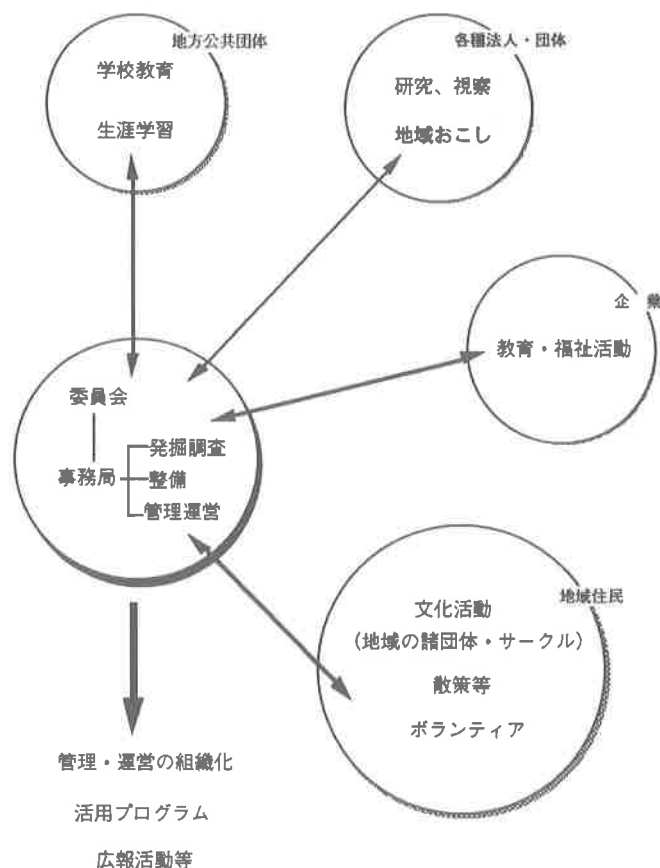 地方公共団体
学校教育
生涯学習
各種法人・団体
研究、視察
地域おこし
企 業
教育・福祉活動
委員会
事務局
発掘調査
整備
管理運営
地域住民
文化活動
(地域の諸団体・サークル)
散策等
ボランティア
管理・運営の組織化
活用プログラム
広報活動等